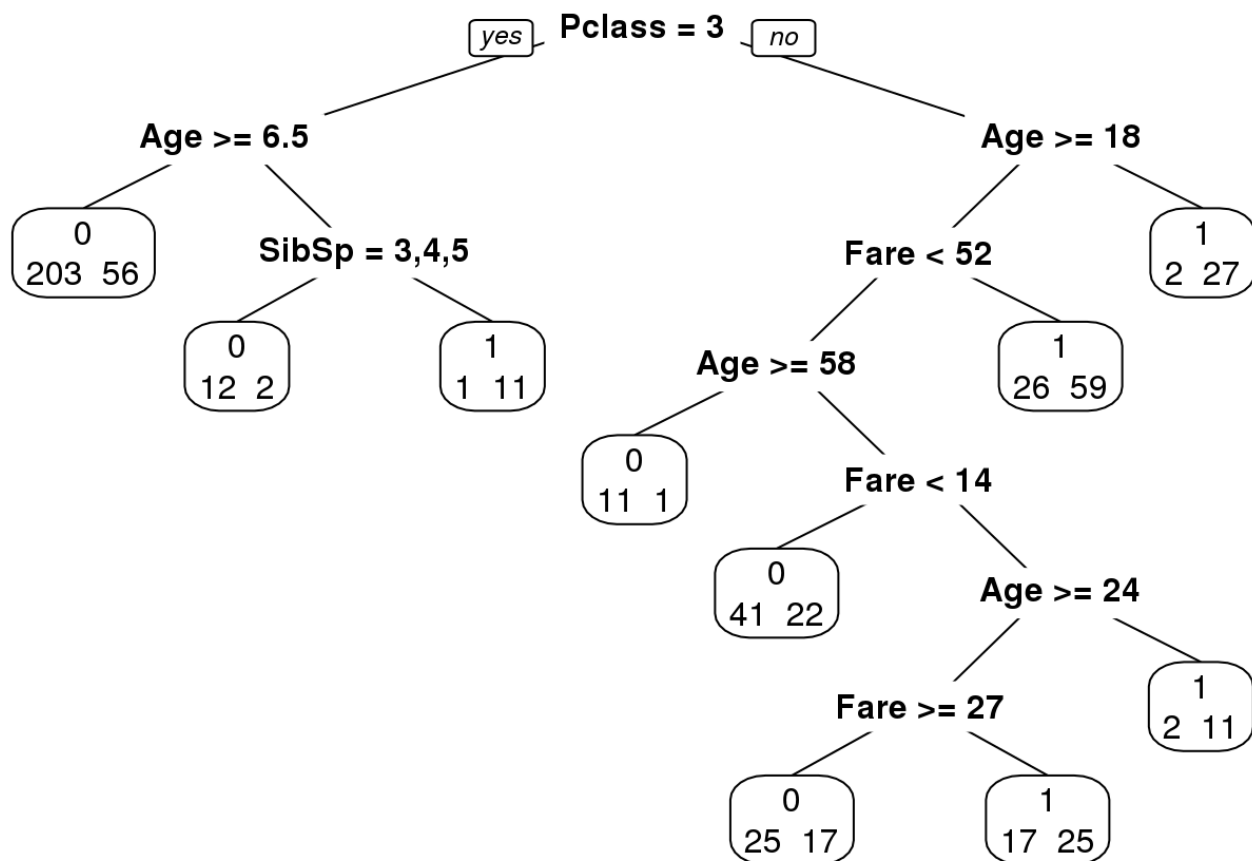 yes Pclass = 3 no
Age >= 6.5
Age >= 18
0
203 56
SibSp = 3,4,5
Fare < 52
1
2 27
0
12 2
1
1 11
Age >= 58
1
26 59
0
11 1
Fare < 14
0
41 22
Age >= 24
Fare >= 27
1
2 11
0
25 17
1
17 25